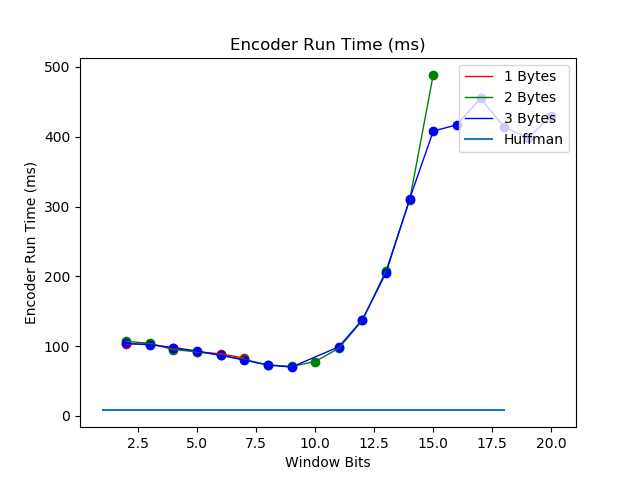 Encoder Run Time (ms)
1 Bytes
2 Bytes
3 Bytes
Huffman
Encoder Run Time (ms)
500
400
300
200
100
0
2.5 5.0 7.5 10.0 12.5 15.0 17.5 20.0
Window Bits